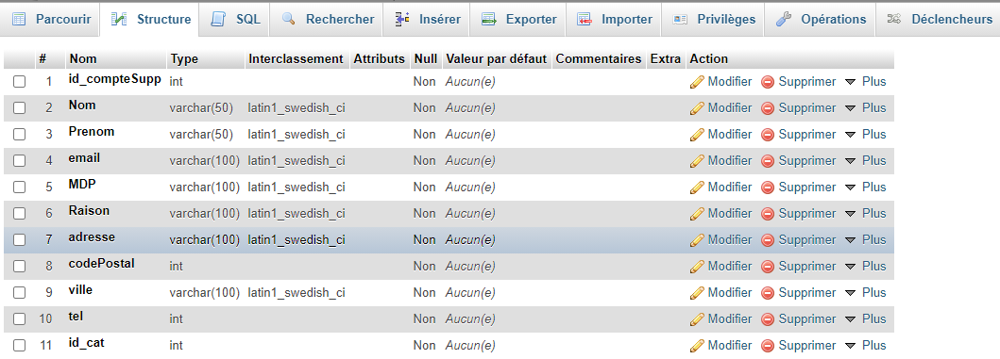 Parcourir Structure SQL Rechercher Insérer Exporter Importer Privilèges Opérations Déclencheurs
# Nom Type Interclassement Attributs Null Valeur par défaut Commentaires Extra Action
1 id_compteSupp int Non Aucun(e) Modifier Supprimer Plus
2 Nom varchar(50) latin1_swedish_ci Non Aucun(e) Modifier Supprimer Plus
3 Prenom varchar(50) latin1_swedish_ci Non Aucun(e) Modifier Supprimer Plus
4 email varchar(100) latin1_swedish_ci Non Aucun(e) Modifier Supprimer Plus
5 MDP varchar(100) latin1_swedish_ci Non Aucun(e) Modifier Supprimer Plus
6 Raison varchar(100) latin1_swedish_ci Non Aucun(e) Modifier Supprimer Plus
7 adresse varchar(100) latin1_swedish_ci Non Aucun(e) Modifier Supprimer Plus
8 codePostal int Non Aucun(e) Modifier Supprimer Plus
9 ville varchar(100) latin1_swedish_ci Non Aucun(e) Modifier Supprimer Plus
10 tel int Non Aucun(e) Modifier Supprimer Plus
11 id_cat int Non Aucun(e) Modifier Supprimer Plus